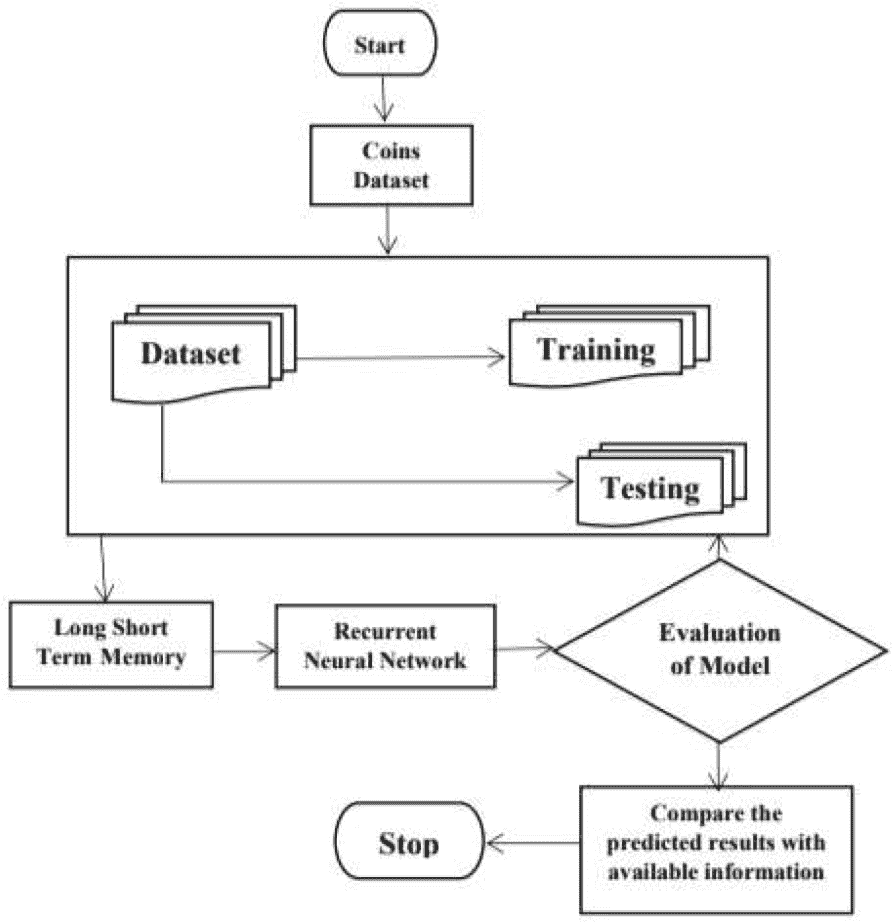 Start
Coins
Dataset
Dataset
Training
Testing
Long Short
Term Memory
Recurrent
Neural Network
Evaluation
of Model
Compare the
predicted results with
available information
Stop